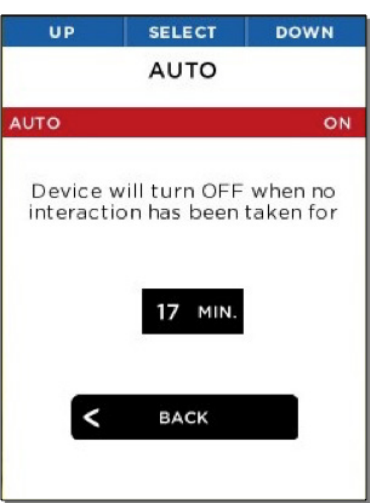 UP SELECT DOWN
AUTO
AUTO ON
Device will turn OFF when no
interaction has been taken for
17 MIN.
< BACK